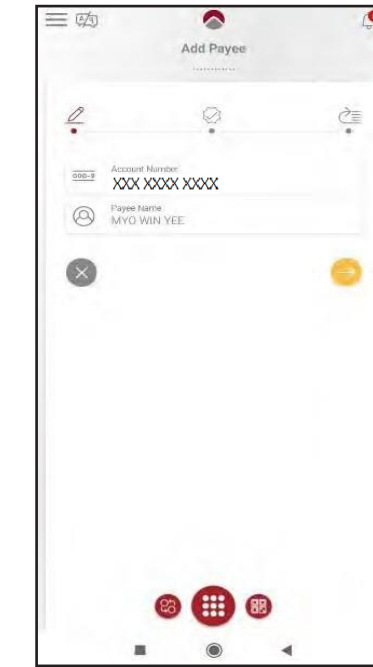 Add Payee
Account Number
XXX XXXX XXXX
Payee Name
MYO WIN YEE